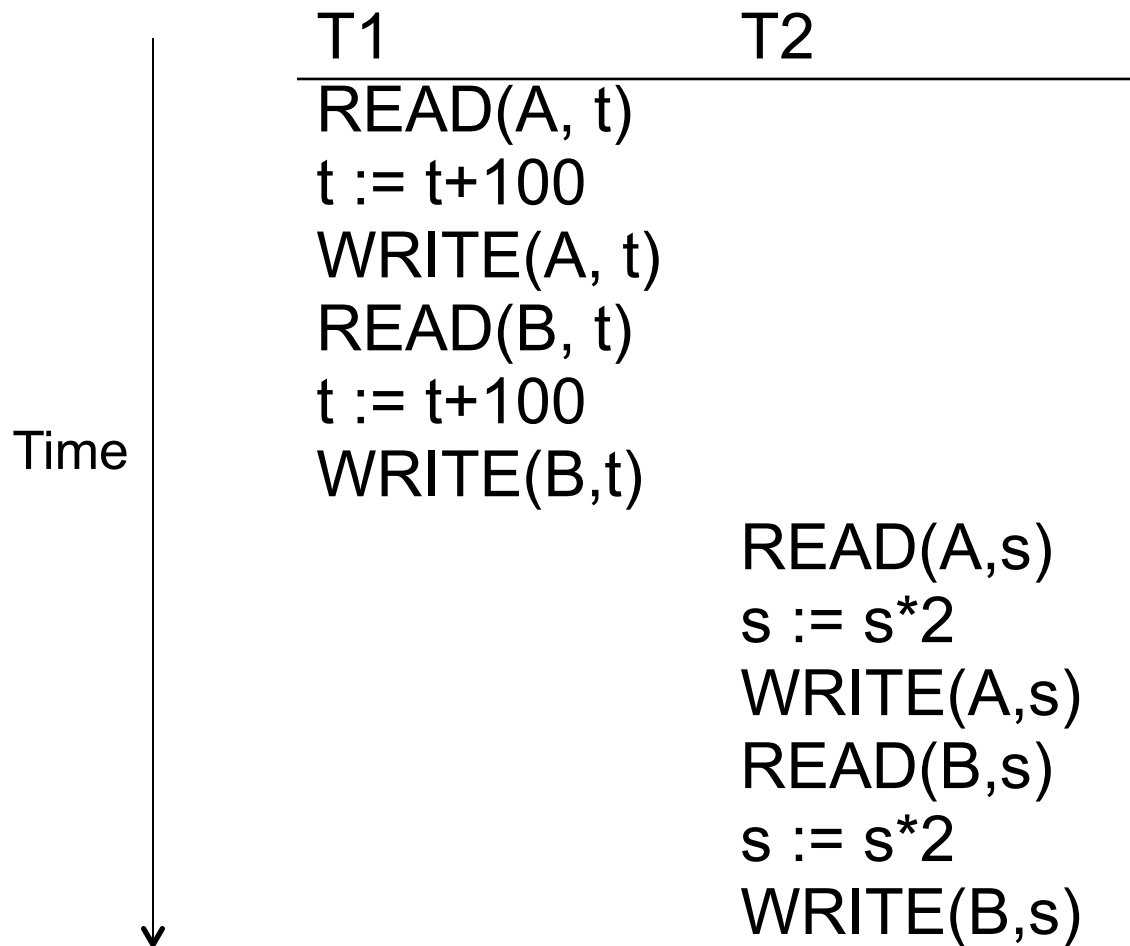 T1 T2
READ(A, t)
t := t+100
WRITE(A, t)
READ(B, t)
t := t+100
Time
WRITE(B,t)
READ(A,s)
s := s*2
WRITE(A,s)
READ(B,s)
s := s*2
WRITE(B,s)